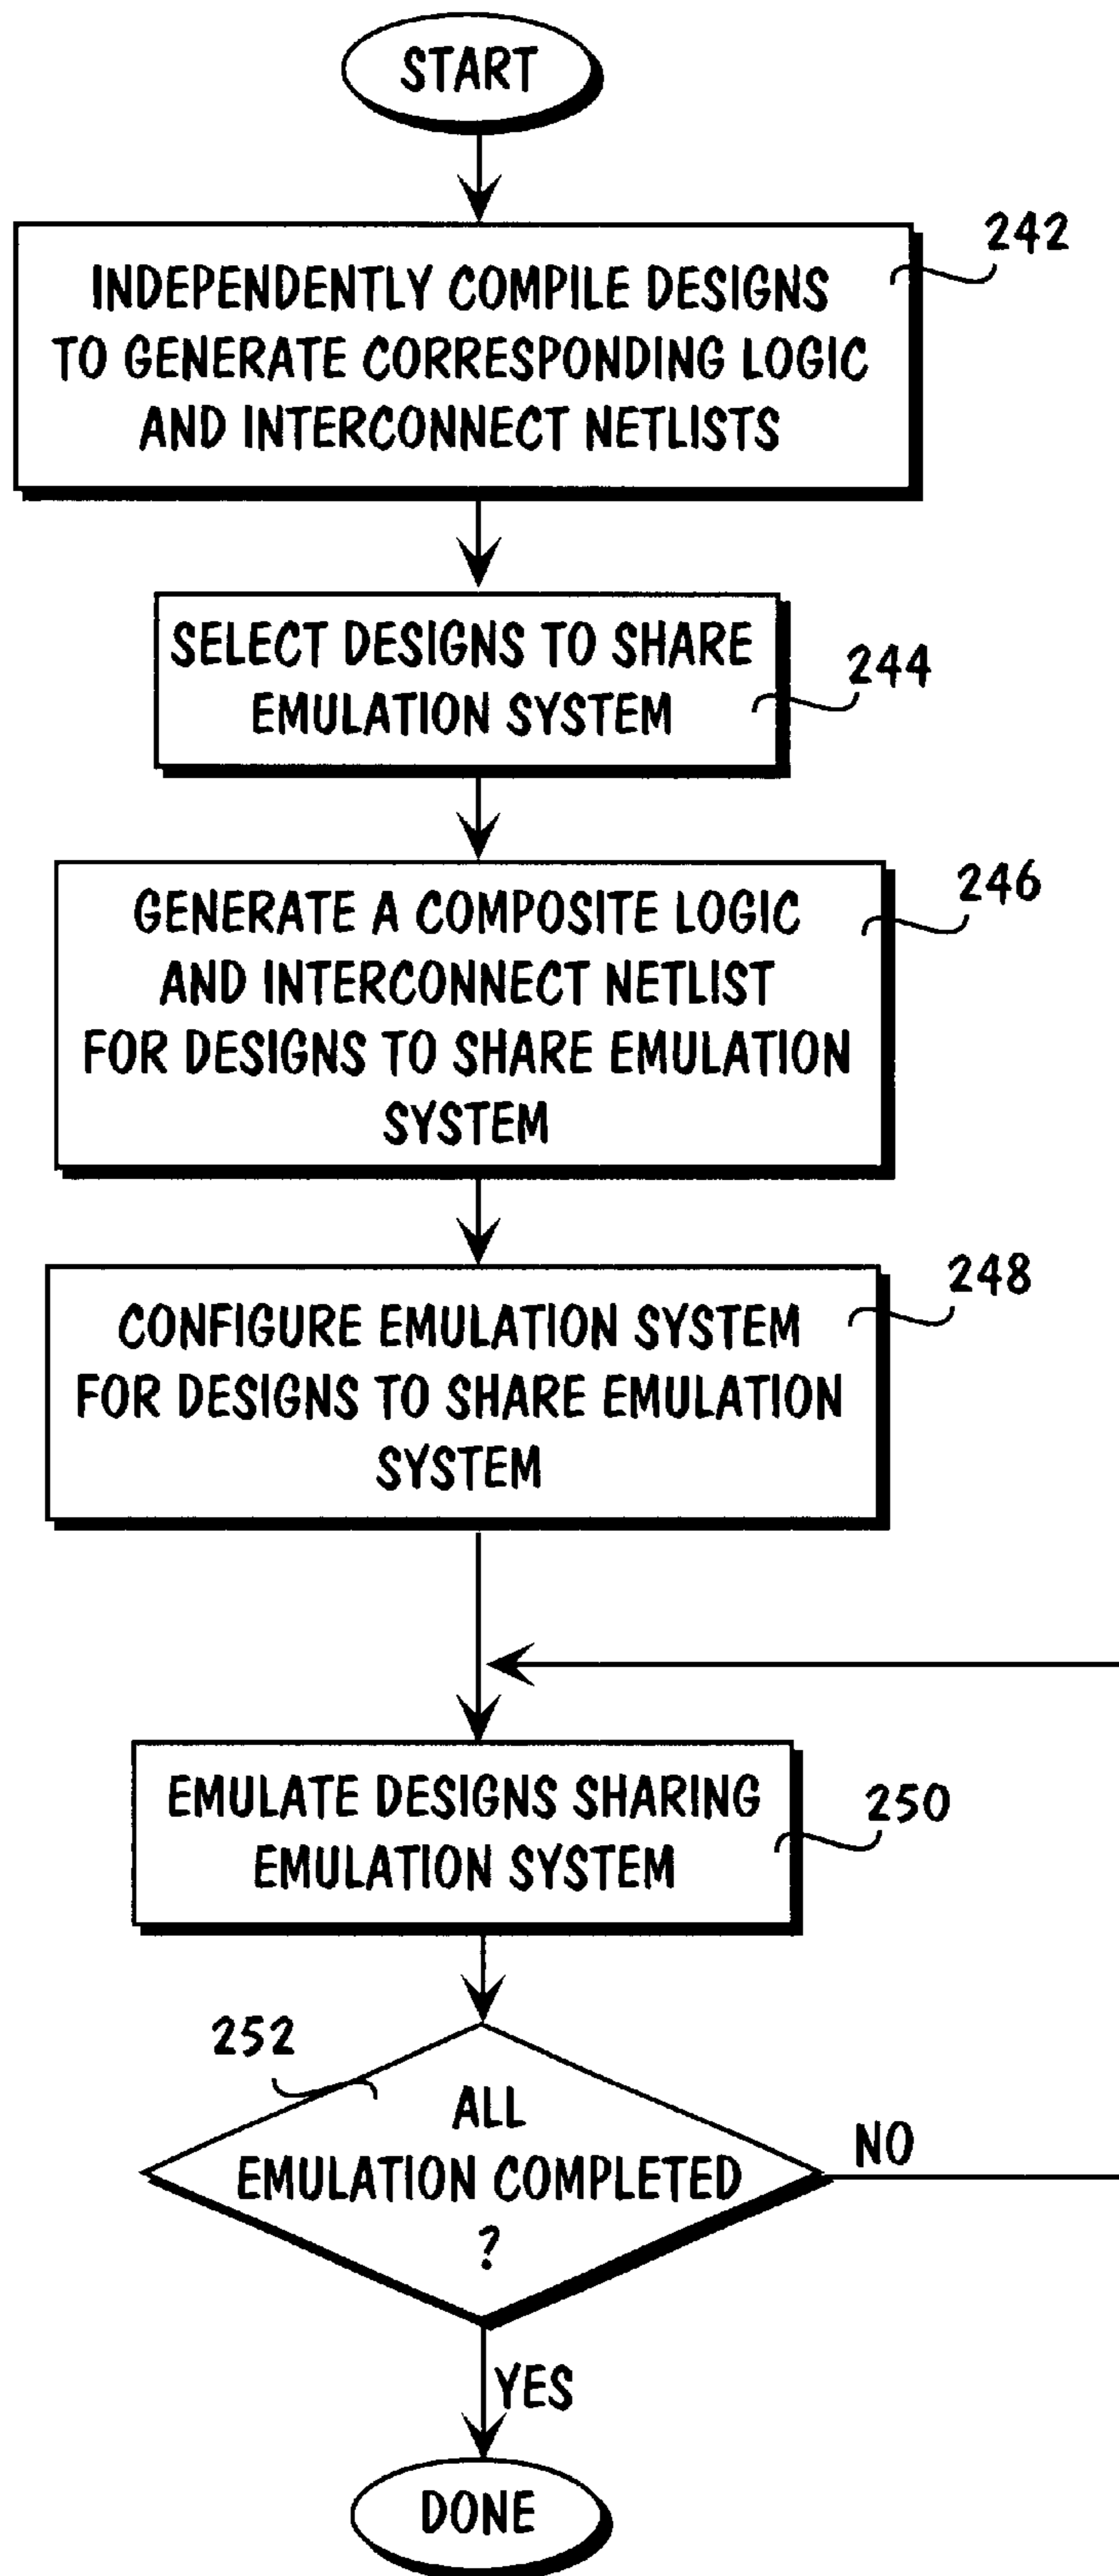 START
242
INDEPENDENTLY COMPILE DESIGNS
TO GENERATE CORRESPONDING LOGIC
AND INTERCONNECT NETLISTS
SELECT DESIGNS TO SHARE
EMULATION SYSTEM
244
246
GENERATE A COMPOSITE LOGIC
AND INTERCONNECT NETLIST
FOR DESIGNS TO SHARE EMULATION
SYSTEM
248
CONFIGURE EMULATION SYSTEM
FOR DESIGNS TO SHARE EMULATION
SYSTEM
EMULATE DESIGNS SHARING
EMULATION SYSTEM
250
252
ALL
EMULATION COMPLETED
?
NO
YES
DONE